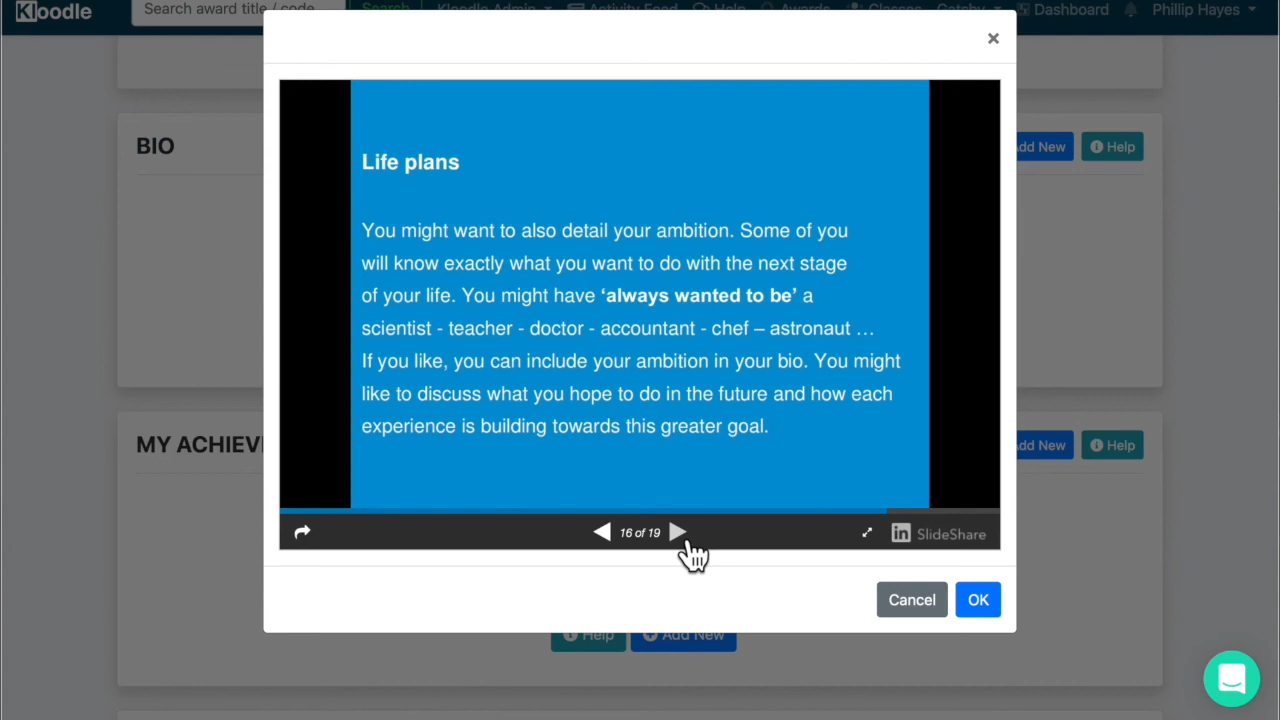 Kloodle
Search award title / code
Search
Kloodle Admin
Activity Feed
Help
Awards
Classes
Gatsby
Dashboard
Phillip Hayes
×
BIO
Add New
Help
Life plans
You might want to also detail your ambition. Some of you
will know exactly what you want to do with the next stage
of your life. You might have ‘always wanted to be’ a
scientist - teacher - doctor - accountant - chef – astronaut ...
If you like, you can include your ambition in your bio. You might
like to discuss what you hope to do in the future and how each
experience is building towards this greater goal.
MY ACHIEV
Add New
Help
16 of 19
in SlideShare
Cancel
OK
Help
Add New